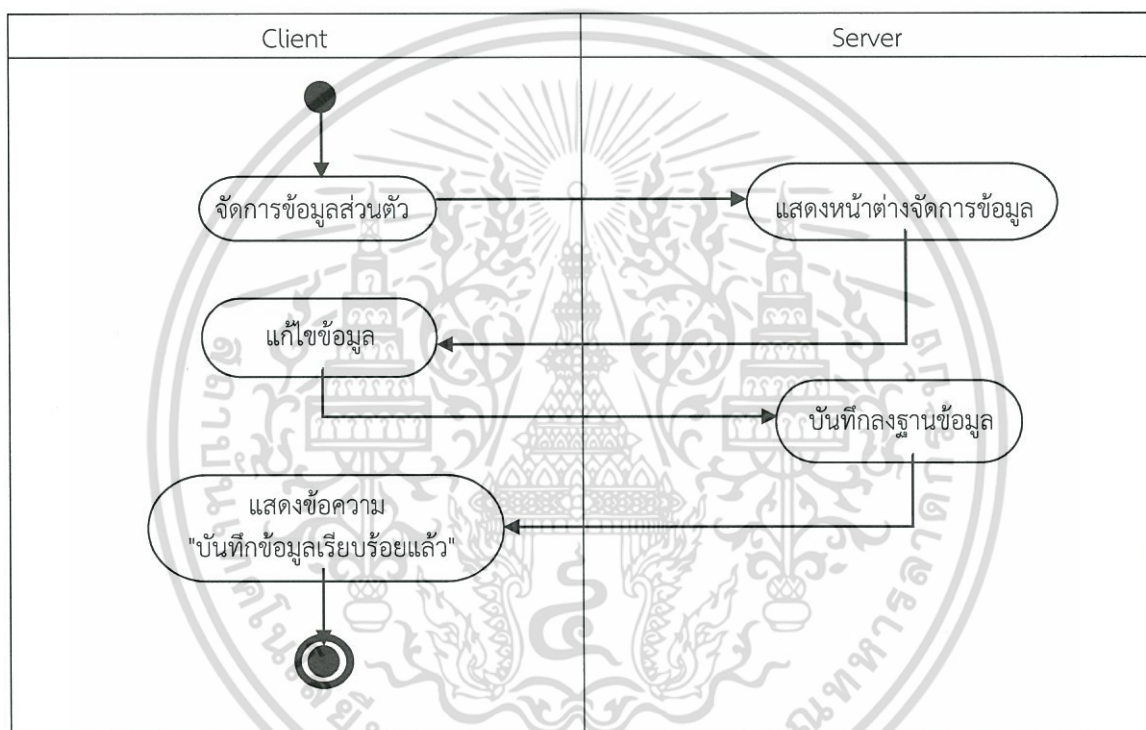 Client
Server
จัดการข้อมูลส่วนตัว
แสดงหน้าต่างจัดการข้อมูล
แก้ไขข้อมูล
บันทึกลงฐานข้อมูล
แสดงข้อความ
"บันทึกข้อมูลเรียบร้อยแล้ว"